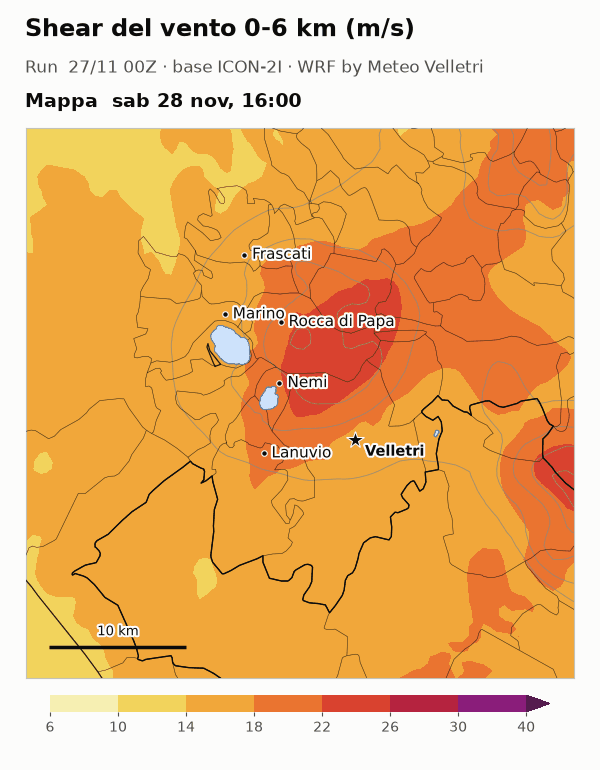 Shear del vento 0-6 km (m/s)
Run  27/11 00Z · base ICON-2I · WRF by Meteo Velletri
Mappa  sab 28 nov, 16:00
Frascati
Marino
Rocca di Papa
Nemi
Velletri
Lanuvio
10 km
6 10 14 18 22 26 30 40